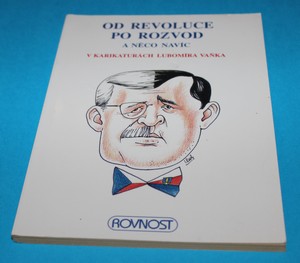 OD REVOLUCE
PO ROZVOD
A NĚCO NAVÍC
V KARIKATURÁCH LUBOMÍRA VAŇKA
ROVNOST